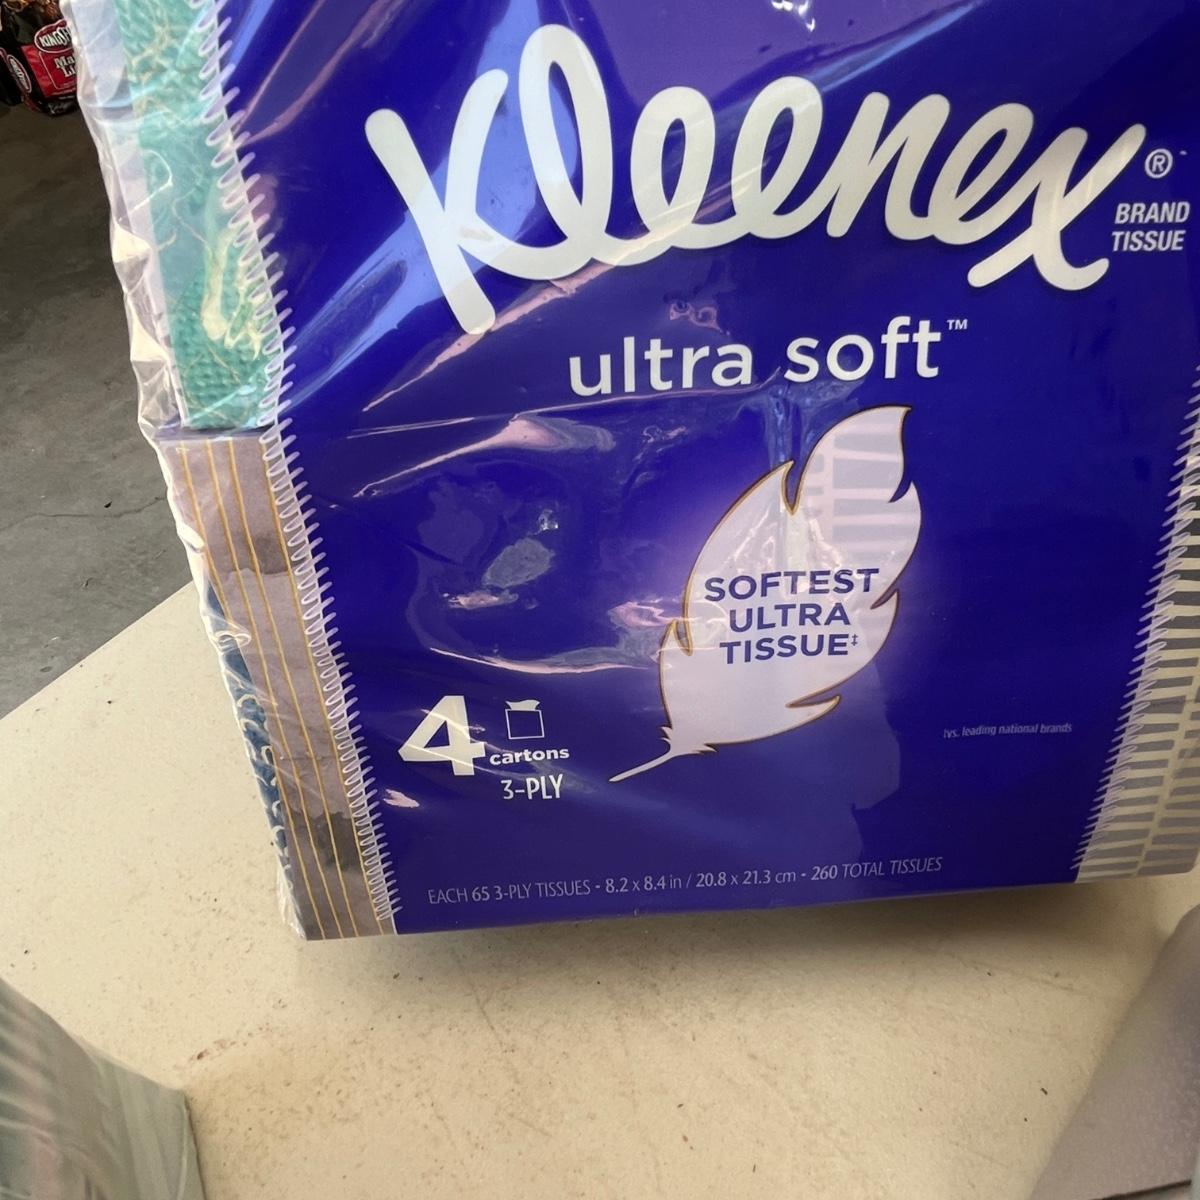 Kleenex®
BRAND
TISSUE
ultra soft™
SOFTEST
ULTRA
TISSUE‡
4 cartons
3-PLY
‡vs. leading national brands
EACH 65 3-PLY TISSUES • 8.2 x 8.4 in / 20.8 x 21.3 cm • 260 TOTAL TISSUES